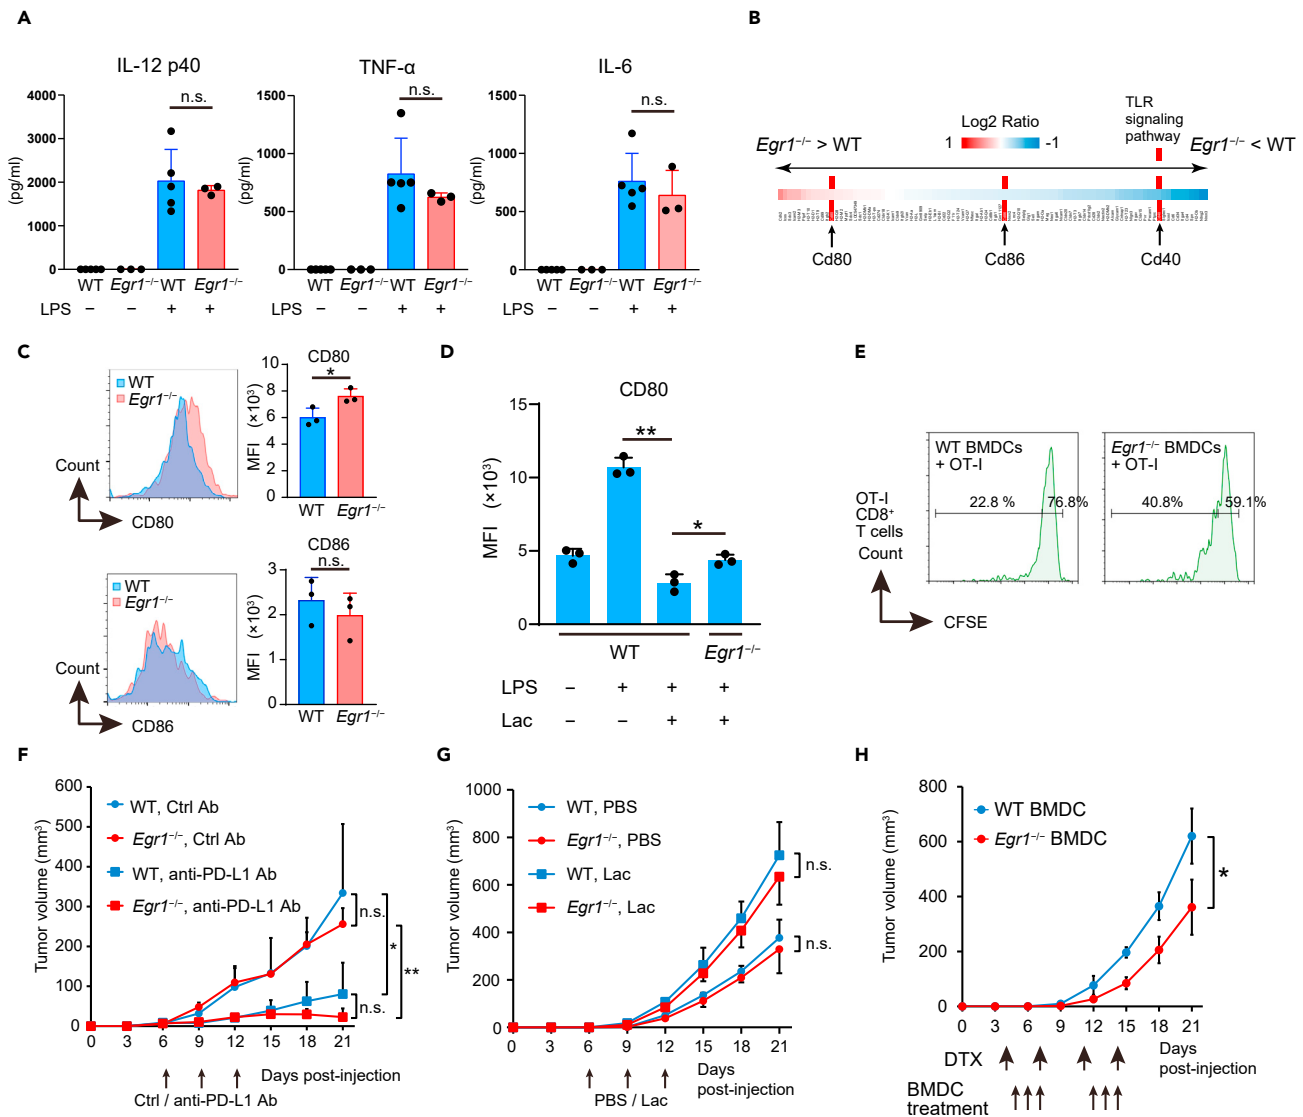 A
IL-12 p40
TNF-α
IL-6
4000
3000
2000
1000
0
(pg/ml)
n.s.
1500
1000
500
0
(pg/ml)
n.s.
1500
1000
500
0
(pg/ml)
n.s.
WT Egr1−/− WT Egr1−/−
WT Egr1−/− WT Egr1−/−
WT Egr1−/− WT Egr1−/−
LPS − − + +
LPS − − + +
LPS − − + +
B
TLR
signaling
pathway
Log2 Ratio
1 -1
Egr1−/− > WT
Egr1−/− < WT
Cd80
Cd86
Cd40
C
WT
Egr1−/−
Count
CD80
CD80
*
10
8
6
4
2
0
MFI (×10³)
WT Egr1−/−
WT
Egr1−/−
Count
CD86
CD86
n.s.
3
2
1
0
MFI (×10³)
WT Egr1−/−
D
CD80
15
10
5
0
MFI (×10³)
**
*
WT Egr1−/−
LPS − + + +
Lac − − + +
E
WT BMDCs
+ OT-I
22.8 % 76.8%
Egr1−/− BMDCs
+ OT-I
40.8% 59.1%
OT-I
CD8+
T cells
Count
CFSE
F
600
500
400
300
200
100
0
Tumor volume (mm³)
WT, Ctrl Ab
Egr1−/−, Ctrl Ab
WT, anti-PD-L1 Ab
Egr1−/−, anti-PD-L1 Ab
n.s.
*
**
n.s.
0 3 6 9 12 15 18 21
Days post-injection
Ctrl / anti-PD-L1 Ab
G
1000
800
600
400
200
0
Tumor volume (mm³)
WT, PBS
Egr1−/−, PBS
WT, Lac
Egr1−/−, Lac
n.s.
n.s.
0 3 6 9 12 15 18 21
Days
post-injection
PBS / Lac
H
800
600
400
200
0
Tumor volume (mm³)
WT BMDC
Egr1−/− BMDC
*
0 3 6 9 12 15 18 21
DTX
Days
post-injection
BMDC
treatment